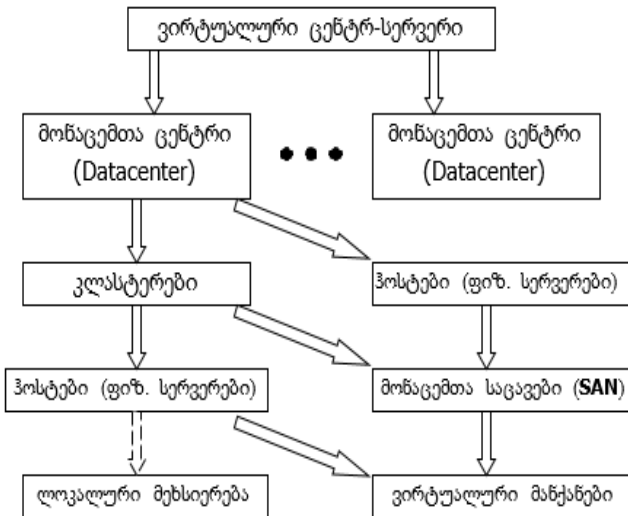 ვირტუალური ცენტრ-სერვერი
მონაცემთა ცენტრი
(Datacenter)
მონაცემთა ცენტრი
(Datacenter)
კლასტერები
ჰოსტები (ფიზ. სერვერები)
ჰოსტები (ფიზ. სერვერები)
მონაცემთა საცავები (SAN)
ლოკალური მეხსიერება
ვირტუალური მანქანები